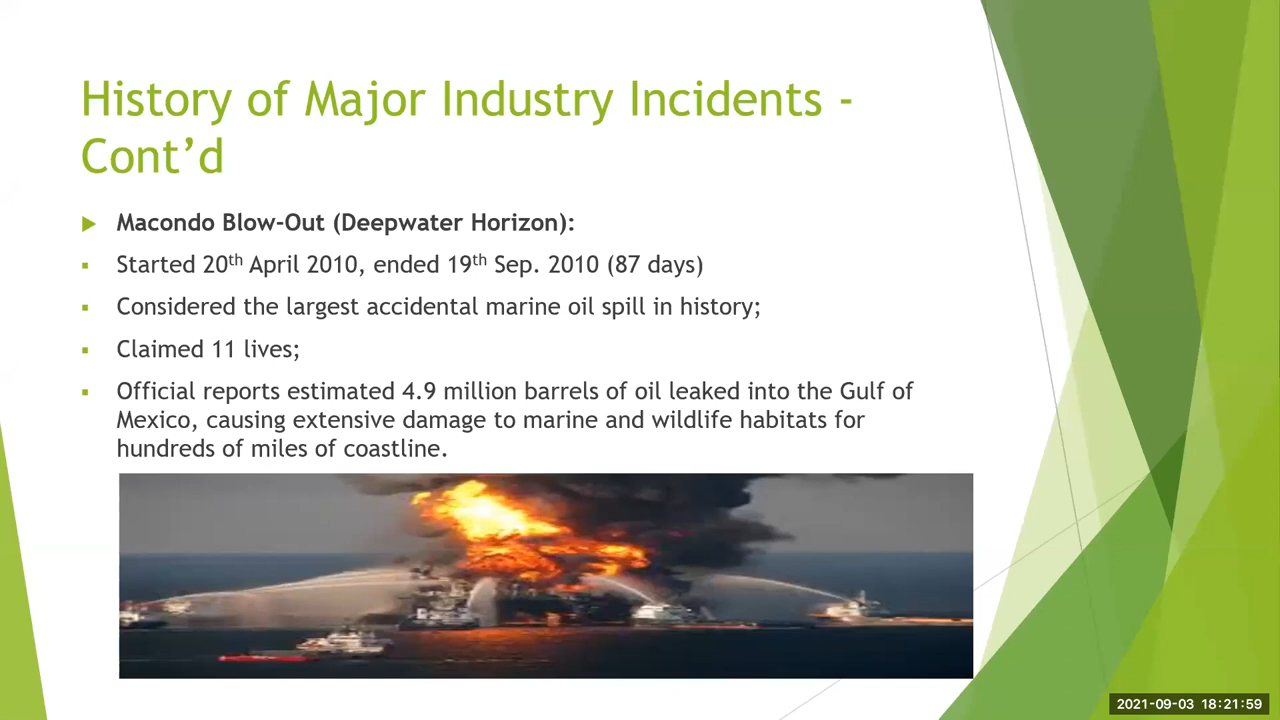 History of Major Industry Incidents -
Cont’d
Macondo Blow-Out (Deepwater Horizon):
Started 20th April 2010, ended 19th Sep. 2010 (87 days)
Considered the largest accidental marine oil spill in history;
Claimed 11 lives;
Official reports estimated 4.9 million barrels of oil leaked into the Gulf of
Mexico, causing extensive damage to marine and wildlife habitats for
hundreds of miles of coastline.
2021-09-03 18:21:59